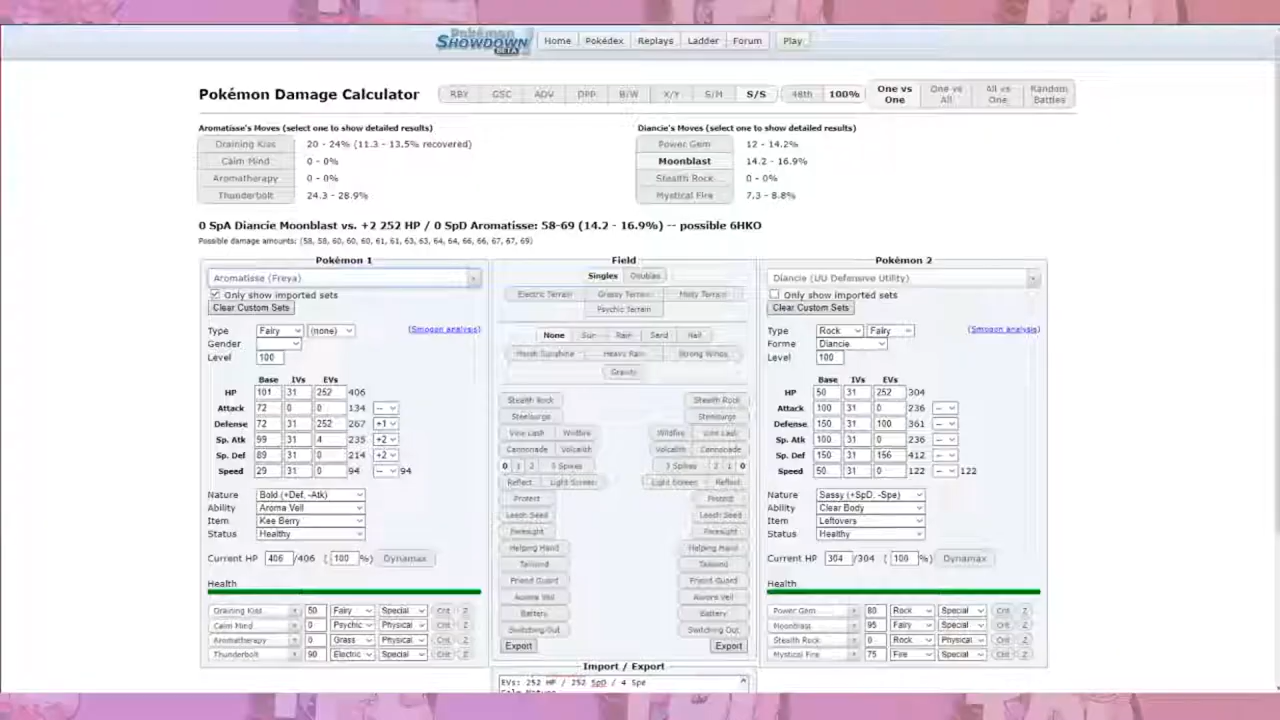 Pokémon SHOWDOWN BETA Home Pokédex Replays Ladder Forum Play
Pokémon Damage Calculator RBY GSC ADV DPP B/W X/Y S/M S/S 48th 100% One vs One One vs All All vs One Random Battles
Aromatisse's Moves (select one to show detailed results) Diancie's Moves (select one to show detailed results)
Draining Kiss 20 - 24% (11.3 - 13.5% recovered) Power Gem 12 - 14.2%
Calm Mind 0 - 0% Moonblast 14.2 - 16.9%
Aromatherapy 0 - 0% Stealth Rock 0 - 0%
Thunderbolt 24.3 - 28.9% Mystical Fire 7.3 - 8.8%
0 SpA Diancie Moonblast vs. +2 252 HP / 0 SpD Aromatisse: 58-69 (14.2 - 16.9%) -- possible 6HKO
Possible damage amounts: (58, 58, 60, 60, 60, 61, 61, 63, 63, 64, 64, 66, 66, 67, 67, 69)
Pokémon 1 Field Pokémon 2
Aromatisse (Freya) Singles Doubles Diancie (UU Defensive Utility)
Only show imported sets Electric Terrain Grassy Terrain Misty Terrain Only show imported sets
Clear Custom Sets Psychic Terrain Clear Custom Sets
Type Fairy (none) (Smogon analysis) None Sun Rain Sand Hail Type Rock Fairy (Smogon analysis)
Gender Forme Diancie
Level 100 Harsh Sunshine Heavy Rain Strong Winds Level 100
Gravity
Base IVs EVs Base IVs EVs
HP 101 31 252 406 Stealth Rock Stealth Rock HP 50 31 252 304
Attack 72 0 0 134 -- Steelsurge Steelsurge Attack 100 31 0 236 --
Defense 72 31 252 267 +1 Vine Lash Wildfire Wildfire Vine Lash Defense 150 31 100 361 --
Sp. Atk 99 31 4 235 +2 Cannonade Volcalith Volcalith Cannonade Sp. Atk 100 31 0 236 --
Sp. Def 89 31 0 214 +2 0 1 2 3 Spikes 3 Spikes 2 1 0 Sp. Def 150 31 156 412 --
Speed 29 31 0 94 -- 94 Reflect Light Screen Light Screen Reflect Speed 50 31 0 122 -- 122
Nature Bold (+Def, -Atk) Protect Protect Nature Sassy (+SpD, -Spe)
Ability Aroma Veil Leech Seed Leech Seed Ability Clear Body
Item Kee Berry Foresight Foresight Item Leftovers
Status Healthy Helping Hand Helping Hand Status Healthy
Current HP 406 /406 ( 100 %) Dynamax Tailwind Tailwind Current HP 304 /304 ( 100 %) Dynamax
Health Friend Guard Friend Guard Health
Aurora Veil Aurora Veil
Draining Kiss 50 Fairy Special Crit Z Battery Battery Power Gem 80 Rock Special Crit Z
Calm Mind 0 Psychic Physical Crit Z Switching Out Switching Out Moonblast 95 Fairy Special Crit Z
Aromatherapy 0 Grass Physical Crit Z Export Export Stealth Rock 0 Rock Physical Crit Z
Thunderbolt 90 Electric Special Crit Z Mystical Fire 75 Fire Special Crit Z
Import / Export
EVs: 252 HP / 252 SpD / 4 Spe
Calm Nature